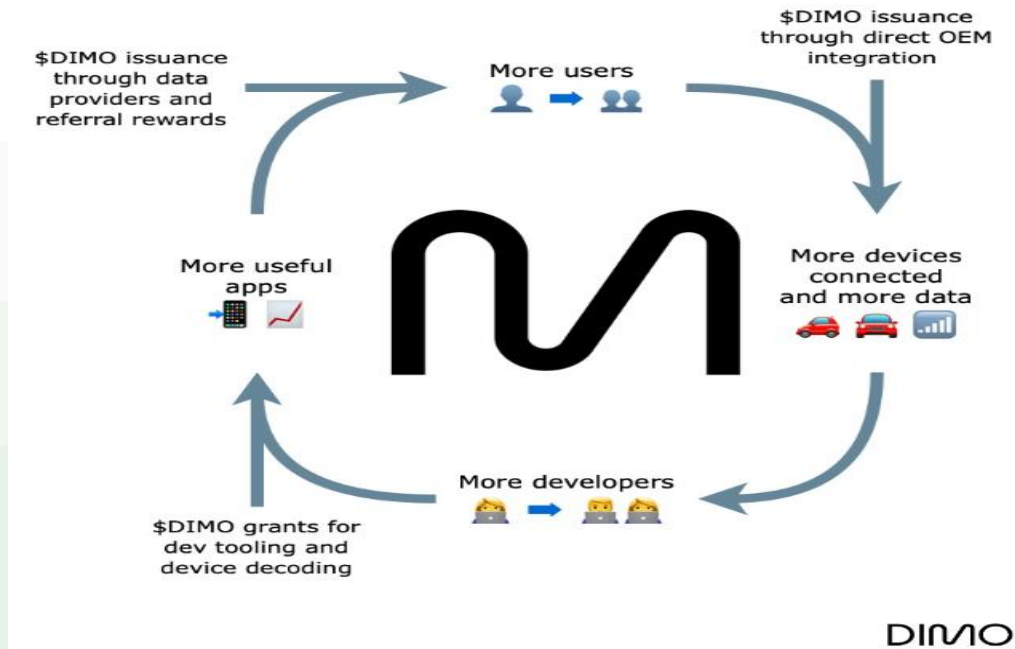 $DIMO issuance
through data
providers and
referral rewards
More users
$DIMO issuance
through direct OEM
integration
More devices
connected
and more data
More developers
$DIMO grants for
dev tooling and
device decoding
More useful
apps
DIMO